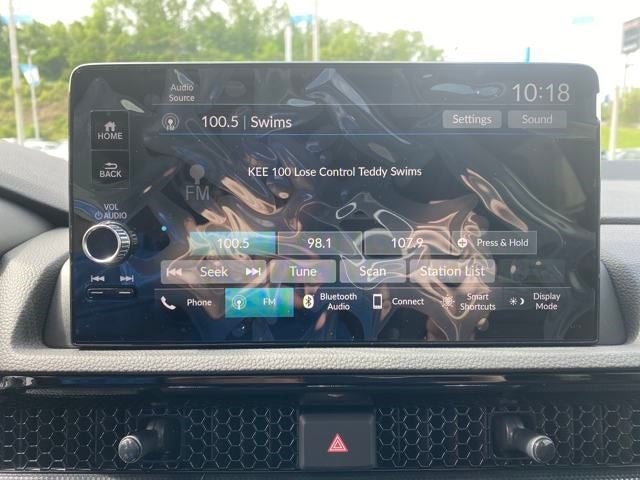 Audio
Source
10:18
100.5 | Swims
Settings
Sound
HOME
BACK
FM
KEE 100 Lose Control Teddy Swims
VOL
AUDIO
100.5
98.1
107.9
Press & Hold
Seek
Tune
Scan
Station List
Phone
FM
Bluetooth
Audio
Connect
Smart
Shortcuts
Display
Mode